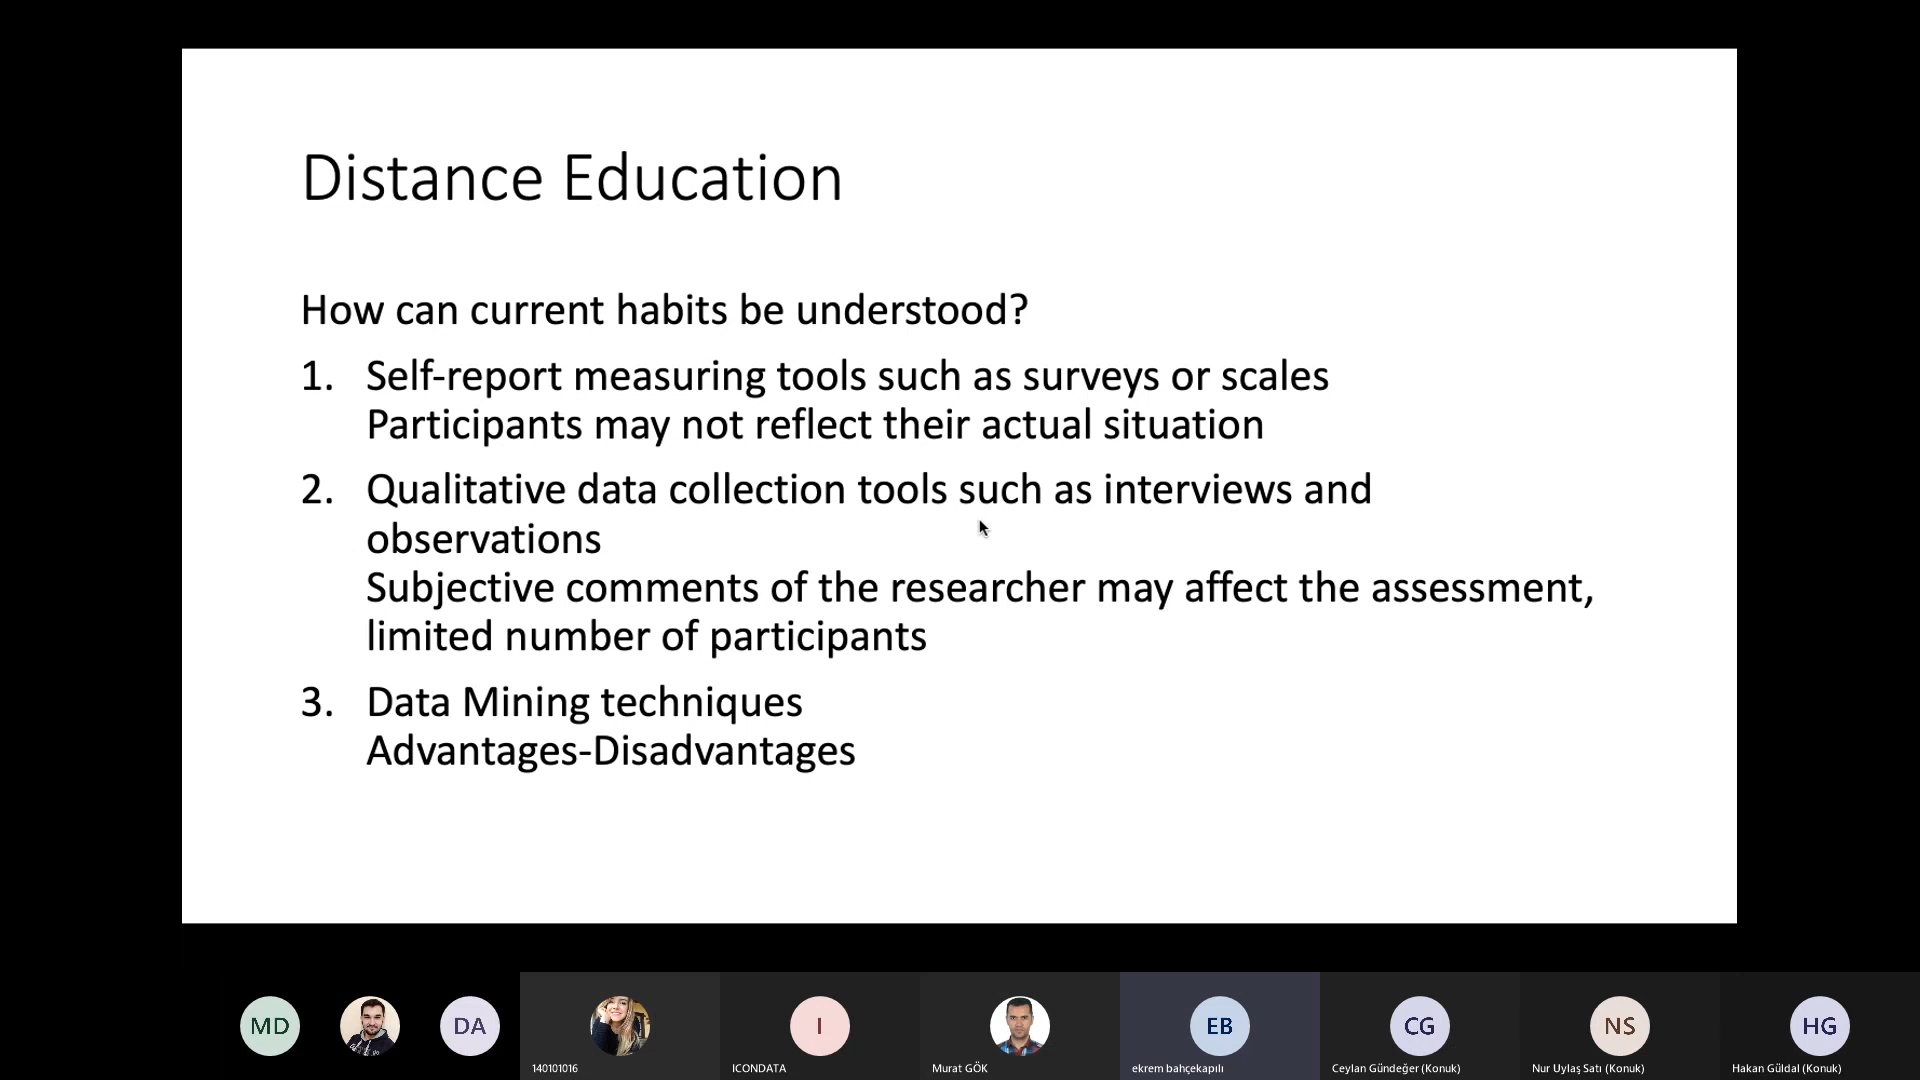 Distance Education
How can current habits be understood?
1. Self-report measuring tools such as surveys or scales
Participants may not reflect their actual situation
2. Qualitative data collection tools such as interviews and
observations
Subjective comments of the researcher may affect the assessment,
limited number of participants
3. Data Mining techniques
Advantages-Disadvantages
MD
DA
I
EB
CG
NS
HG
140101016
ICONDATA
Murat GÖK
ekrem bahçekapılı
Ceylan Gündeğer (Konuk)
Nur Uylaş Satı (Konuk)
Hakan Güldal (Konuk)